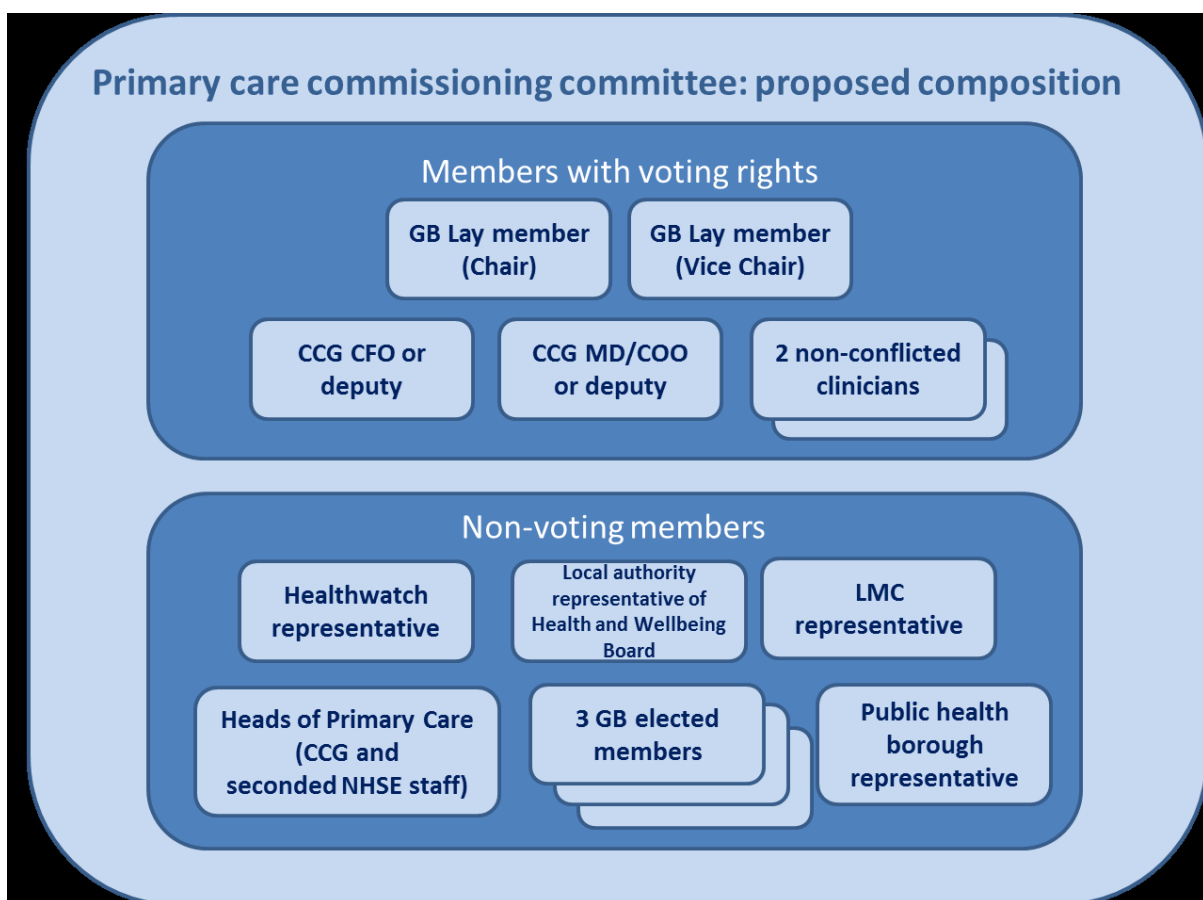 Primary care commissioning committee: proposed composition
Members with voting rights
GB Lay member
(Chair)
GB Lay member
(Vice Chair)
CCG CFO or
deputy
CCG MD/COO
or deputy
2 non-conflicted
clinicians
Non-voting members
Healthwatch
representative
Local authority
representative of
Health and Wellbeing
Board
LMC
representative
Heads of Primary Care
(CCG and
seconded NHSE staff)
3 GB elected
members
Public health
borough
representative